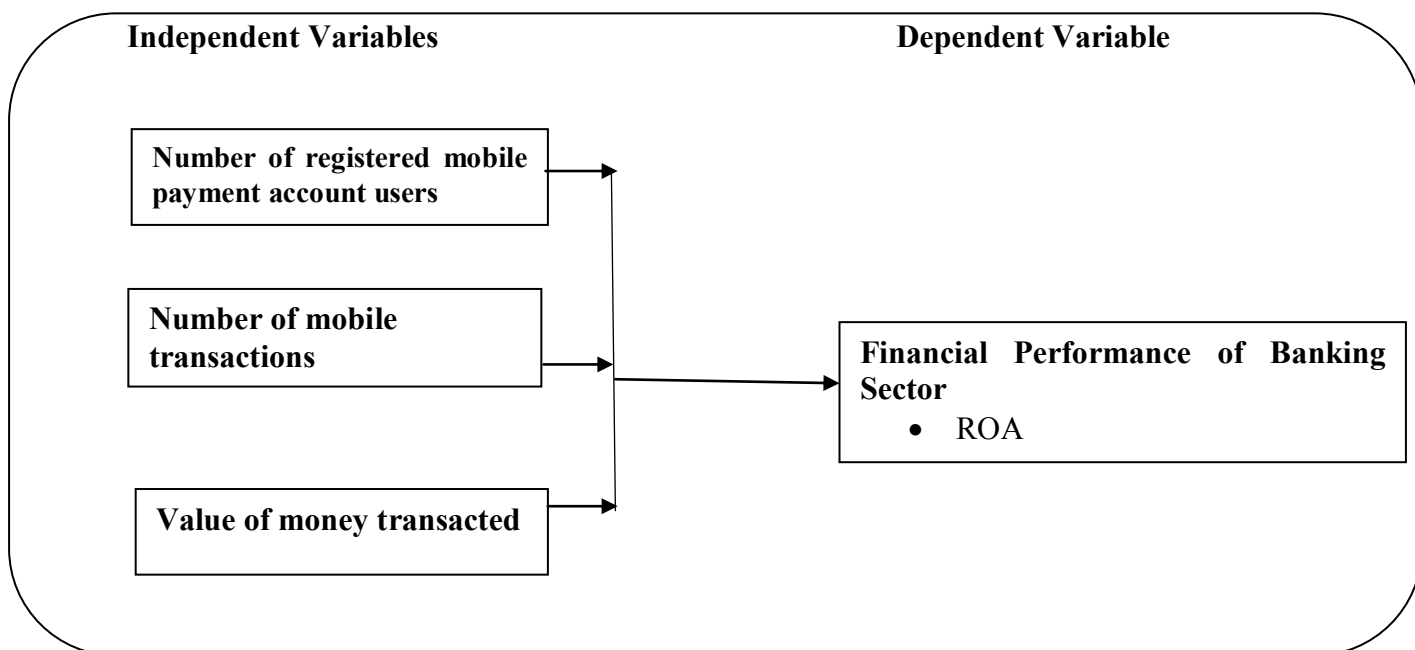 Independent Variables
Dependent Variable
Number of registered mobile
payment account users
Number of mobile
transactions
Value of money transacted
Financial Performance of Banking
Sector
• ROA